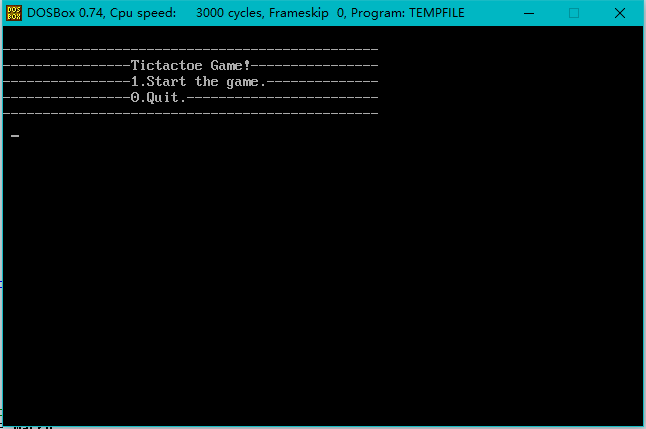 DOSBox 0.74, Cpu speed: 3000 cycles, Frameskip 0, Program: TEMPFILE
-----------------------------------------------
----------------Tictactoe Game!----------------
----------------1.Start the game.--------------
----------------0.Quit.------------------------
-----------------------------------------------
_